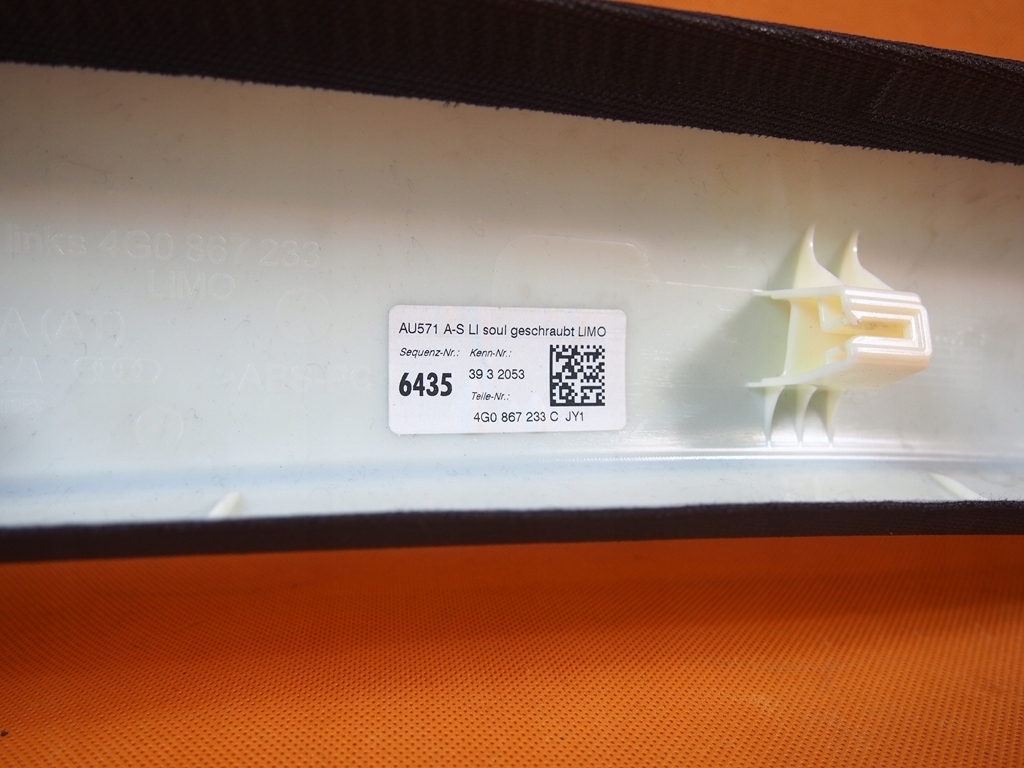 links 4G0 867 233
LIMO
AU571 A-S LI soul geschraubt LIMO
Sequenz-Nr.: Kenn-Nr.:
6435 39 3 2053
Teile-Nr.:
4G0 867 233 C JY1